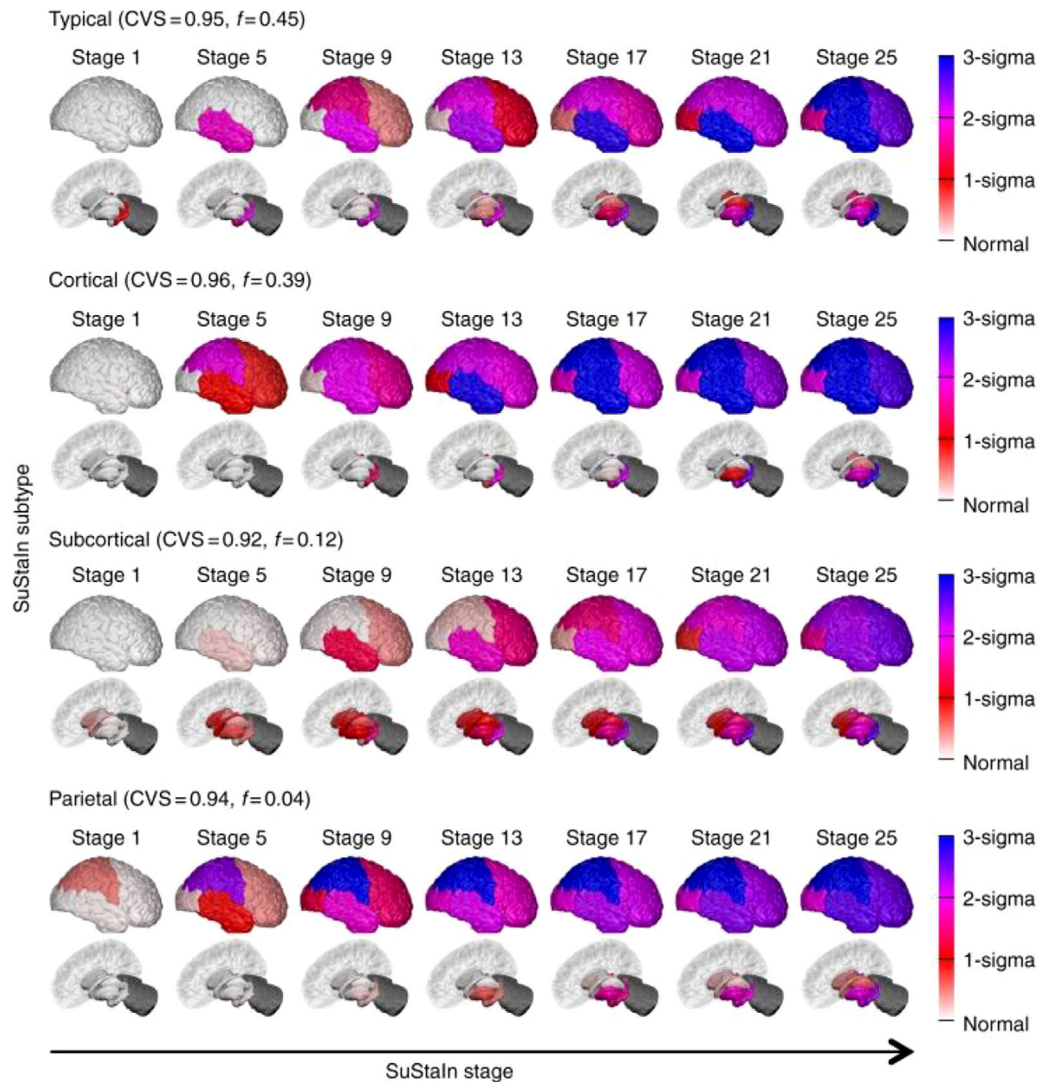 Typical (CVS=0.95, f=0.45)
Stage 1 Stage 5 Stage 9 Stage 13 Stage 17 Stage 21 Stage 25
3-sigma
2-sigma
1-sigma
Normal
Cortical (CVS=0.96, f=0.39)
Stage 1 Stage 5 Stage 9 Stage 13 Stage 17 Stage 21 Stage 25
3-sigma
2-sigma
1-sigma
Normal
SuStaIn subtype
Subcortical (CVS=0.92, f=0.12)
Stage 1 Stage 5 Stage 9 Stage 13 Stage 17 Stage 21 Stage 25
3-sigma
2-sigma
1-sigma
Normal
Parietal (CVS=0.94, f=0.04)
Stage 1 Stage 5 Stage 9 Stage 13 Stage 17 Stage 21 Stage 25
3-sigma
2-sigma
1-sigma
Normal
SuStaIn stage